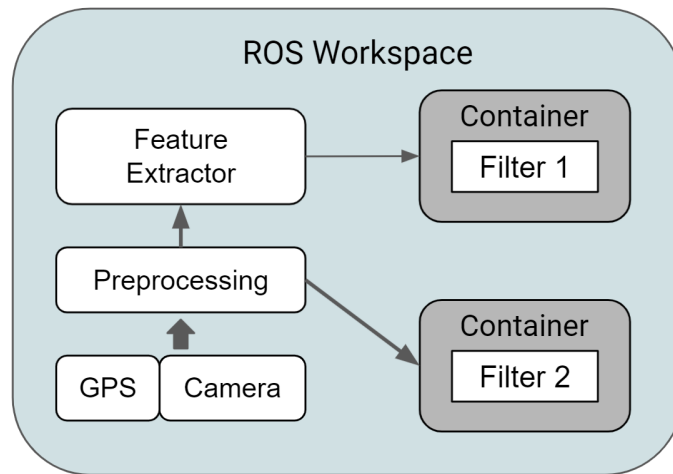 ROS Workspace
Feature
Extractor
Container
Filter 1
Preprocessing
GPS
Camera
Container
Filter 2